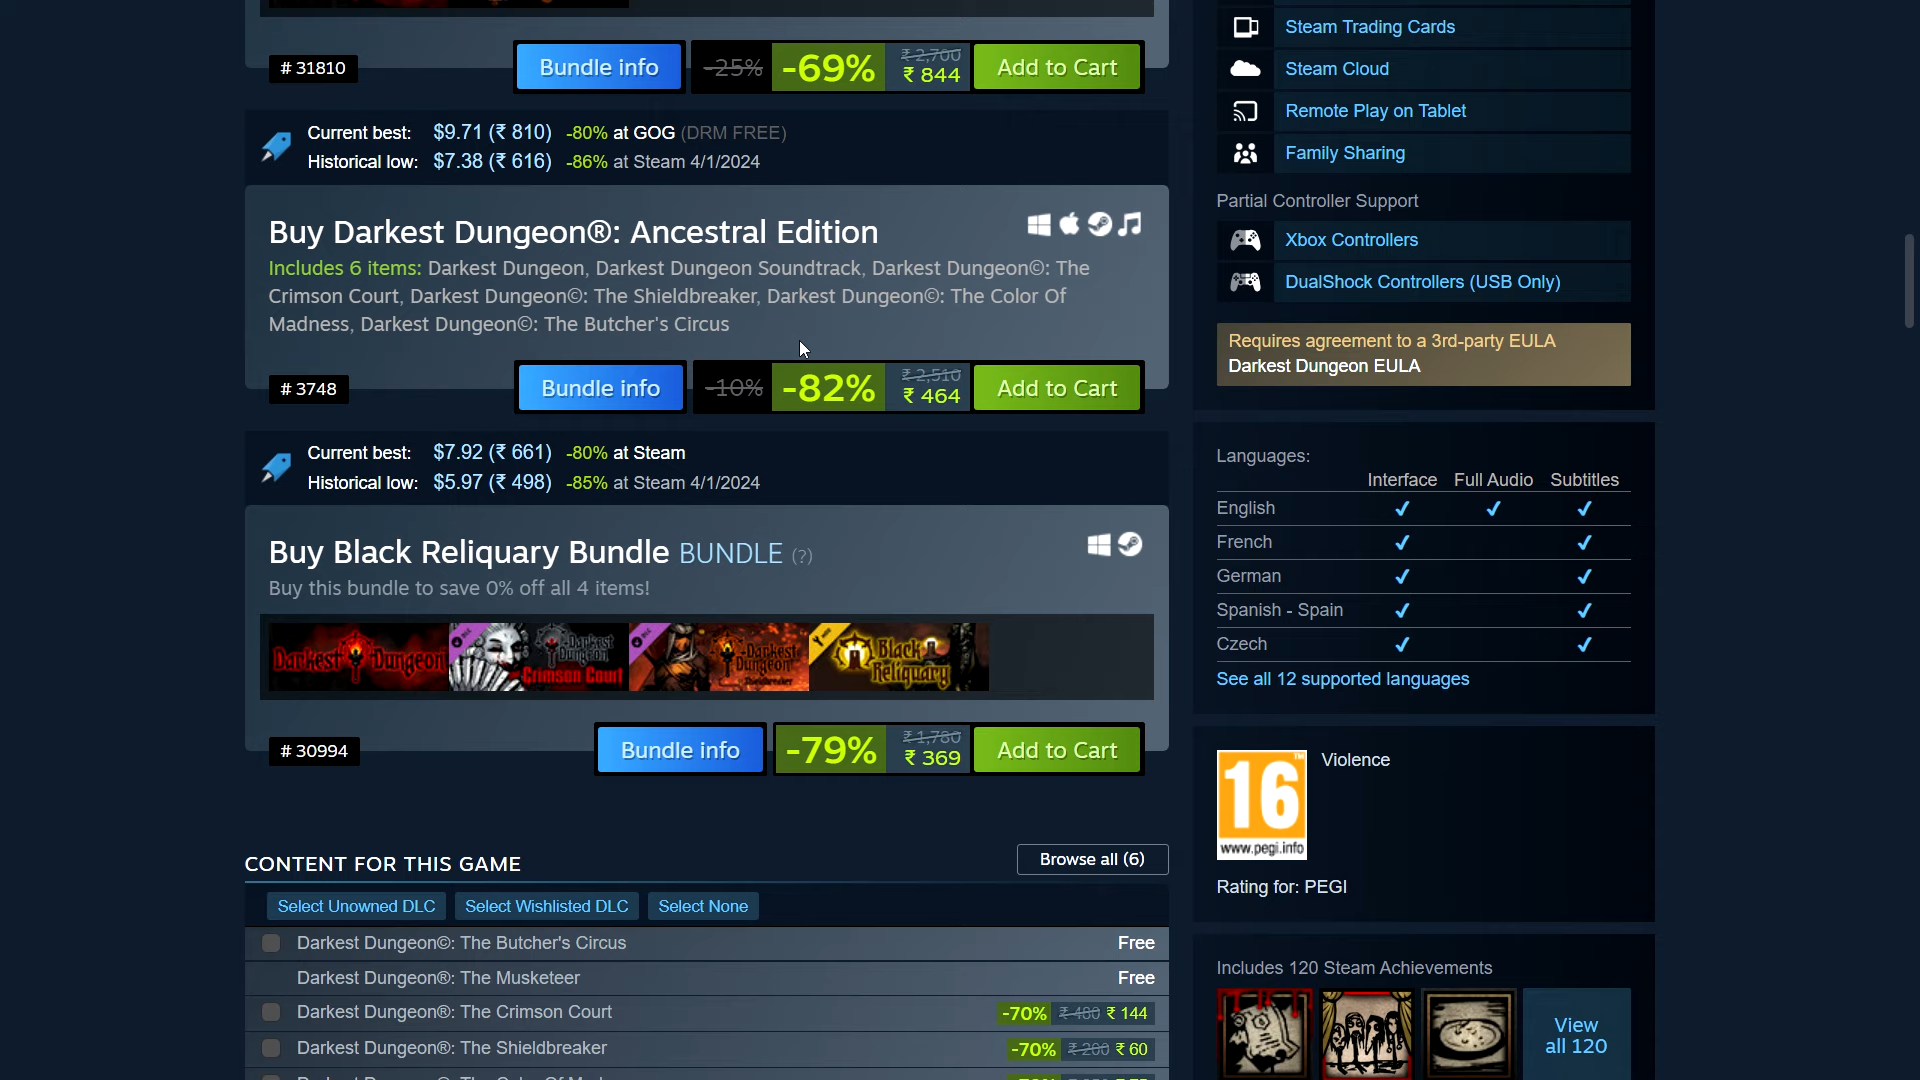 # 31810
Bundle info
-25%
-69%
₹ 2,700
₹ 844
Add to Cart
Current best: $9.71 (₹ 810) -80% at GOG (DRM FREE)
Historical low: $7.38 (₹ 616) -86% at Steam 4/1/2024
Buy Darkest Dungeon®: Ancestral Edition
Includes 6 items: Darkest Dungeon, Darkest Dungeon Soundtrack, Darkest Dungeon©: The
Crimson Court, Darkest Dungeon©: The Shieldbreaker, Darkest Dungeon©: The Color Of
Madness, Darkest Dungeon©: The Butcher's Circus
# 3748
Bundle info
-10%
-82%
₹ 2,510
₹ 464
Add to Cart
Current best: $7.92 (₹ 661) -80% at Steam
Historical low: $5.97 (₹ 498) -85% at Steam 4/1/2024
Buy Black Reliquary Bundle BUNDLE (?)
Buy this bundle to save 0% off all 4 items!
Darkest Dungeon
DLC
Darkest Dungeon
Crimson Court
DLC
Darkest Dungeon
Shieldbreaker
Black Reliquary
# 30994
Bundle info
-79%
₹ 1,780
₹ 369
Add to Cart
CONTENT FOR THIS GAME
Browse all (6)
Select Unowned DLC
Select Wishlisted DLC
Select None
Darkest Dungeon©: The Butcher's Circus Free
Darkest Dungeon®: The Musketeer Free
Darkest Dungeon®: The Crimson Court -70% ₹ 480 ₹ 144
Darkest Dungeon®: The Shieldbreaker -70% ₹ 200 ₹ 60
Steam Trading Cards
Steam Cloud
Remote Play on Tablet
Family Sharing
Partial Controller Support
Xbox Controllers
DualShock Controllers (USB Only)
Requires agreement to a 3rd-party EULA
Darkest Dungeon EULA
Languages:
Interface Full Audio Subtitles
English ✔ ✔ ✔
French ✔ ✔
German ✔ ✔
Spanish - Spain ✔ ✔
Czech ✔ ✔
See all 12 supported languages
16
TM
www.pegi.info
Violence
Rating for: PEGI
Includes 120 Steam Achievements
View
all 120